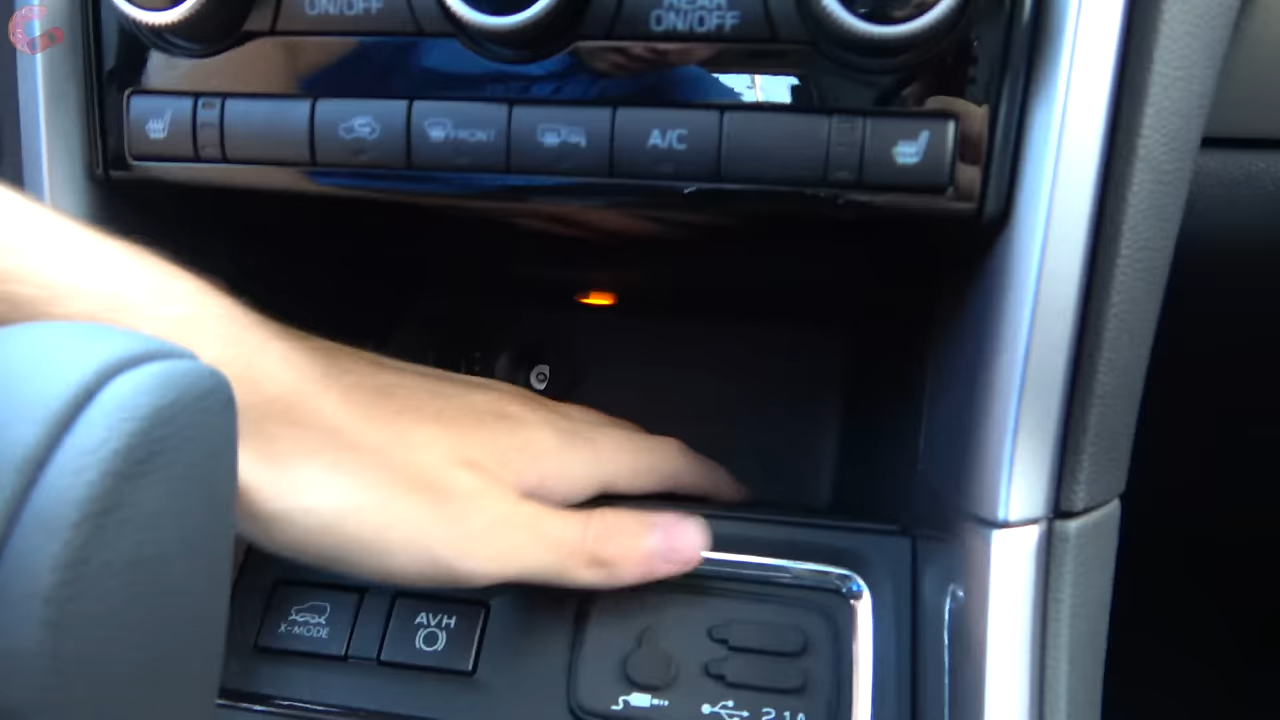 ON/OFF
REAR
ON/OFF
FRONT
A/C
X-MODE
AVH
2.1A